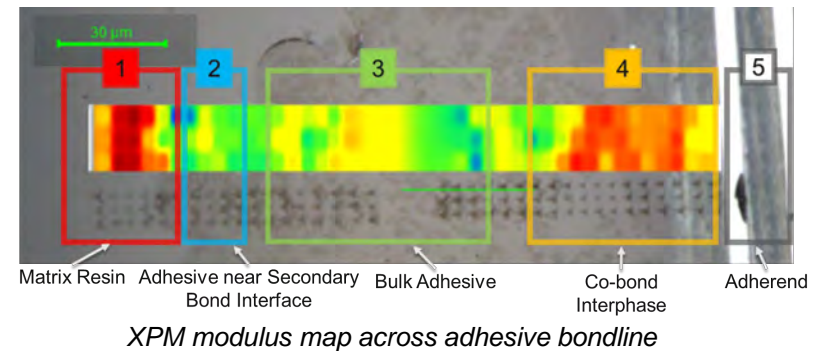 30 µm
1 2 3 4 5
Matrix Resin Adhesive near Secondary Bond Interface Bulk Adhesive Co-bond Interphase Adherend
XPM modulus map across adhesive bondline